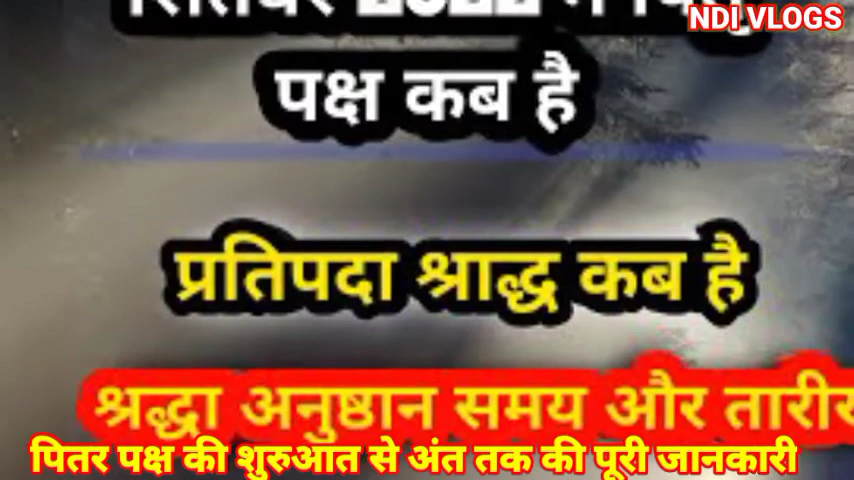 NDI VLOGS
पक्ष कब है
प्रतिपदा श्राद्ध कब है
श्रद्धा अनुष्ठान समय और
पितर पक्ष की शुरुआत से अंत तक की पूरी जानकारी